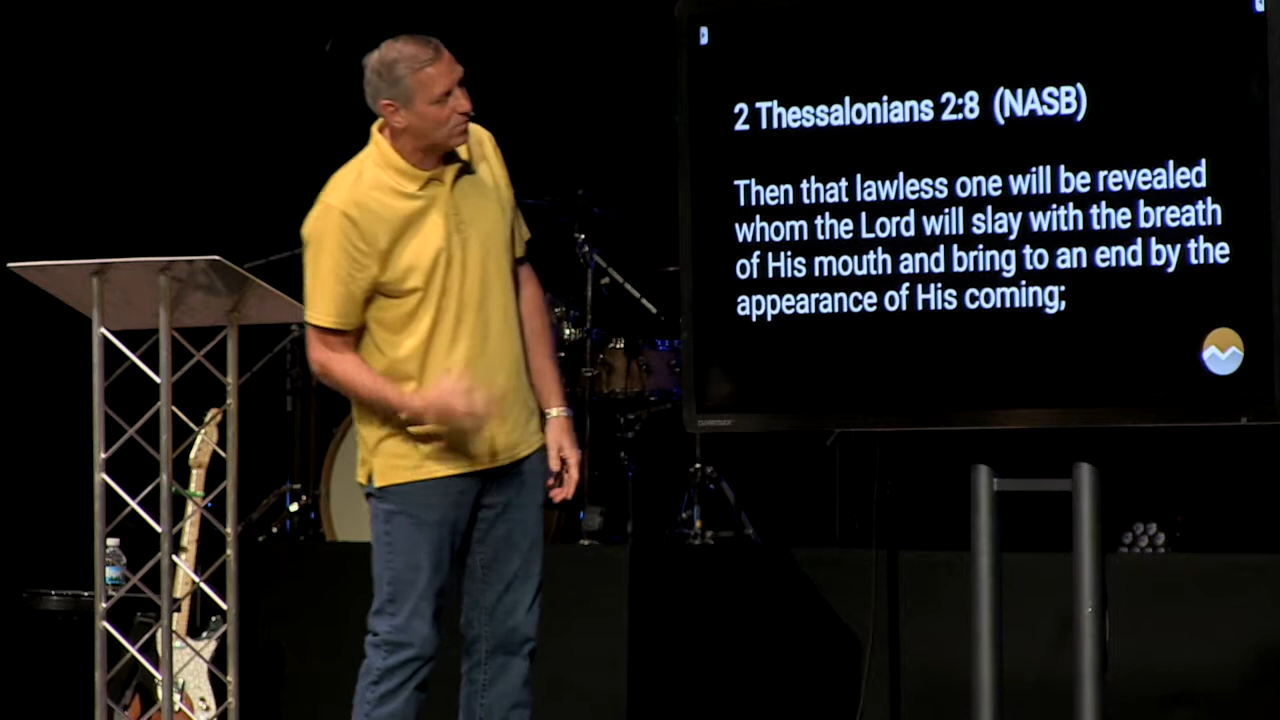 2 Thessalonians 2:8 (NASB)
Then that lawless one will be revealed
whom the Lord will slay with the breath
of His mouth and bring to an end by the
appearance of His coming;